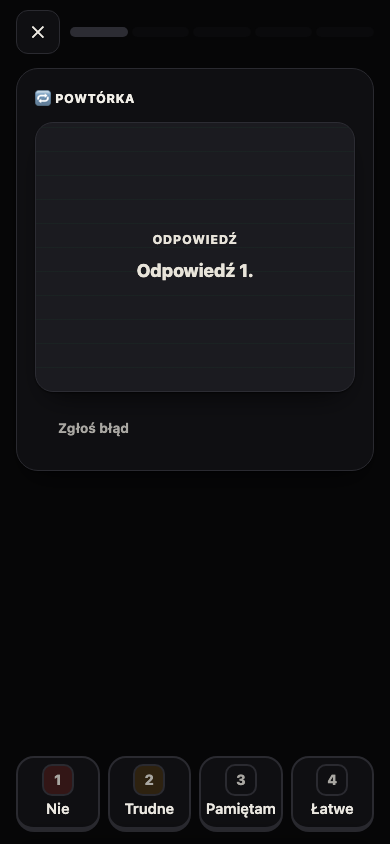 POWTÓRKA
ODPOWIEDŹ
Odpowiedź 1.
Zgłoś błąd
1
Nie
2
Trudne
3
Pamiętam
4
Łatwe